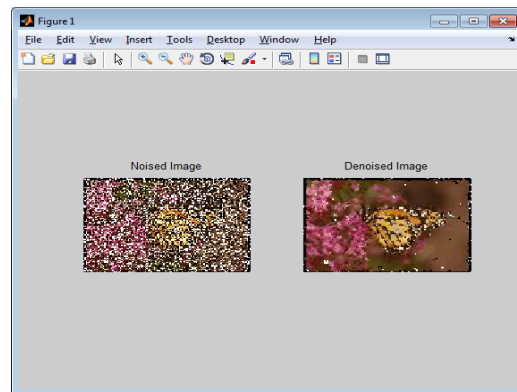 Figure 1
File Edit View Insert Tools Desktop Window Help
Noised Image Denoised Image